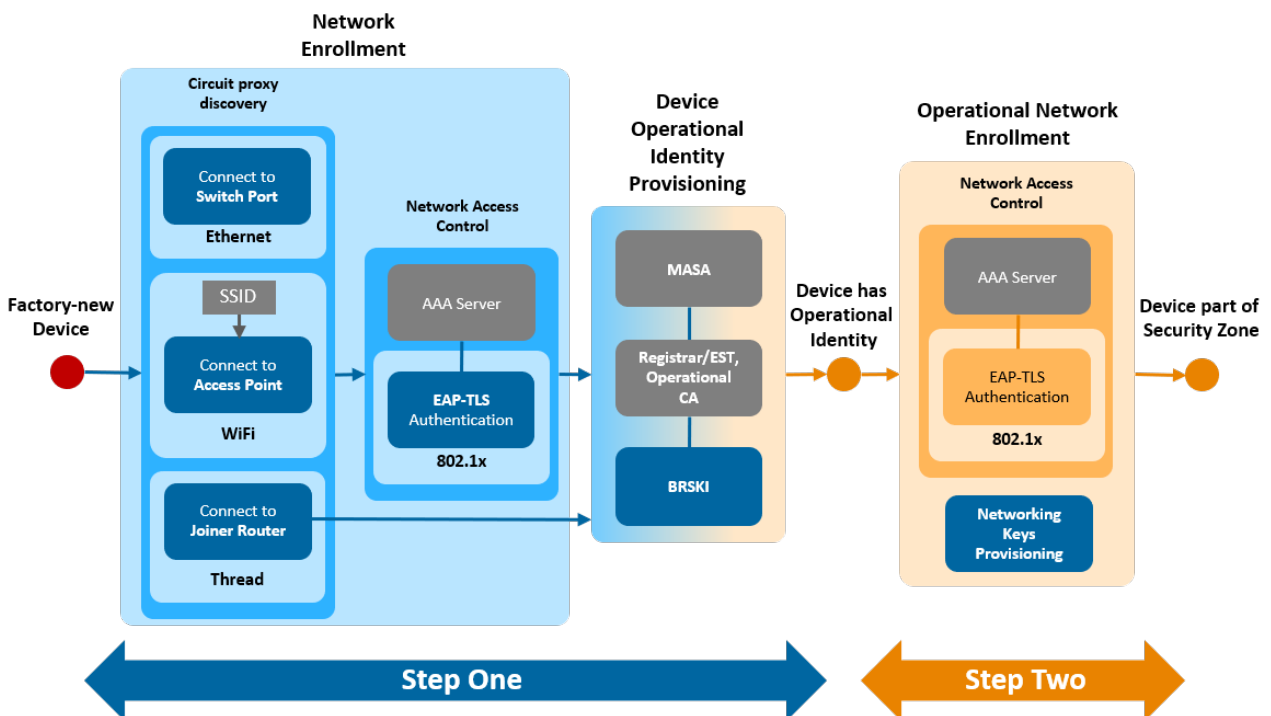 Network
Enrollment
Circuit proxy
discovery
Connect to
Switch Port
Ethernet
SSID
Connect to
Access Point
WiFi
Connect to
Joiner Router
Thread
Network Access
Control
AAA Server
EAP-TLS
Authentication
802.1x
Factory-new
Device
Device
Operational
Identity
Provisioning
MASA
Registrar/EST,
Operational
CA
BRSKI
Device has
Operational
Identity
Operational Network
Enrollment
Network Access
Control
AAA Server
EAP-TLS
Authentication
802.1x
Networking
Keys
Provisioning
Device part of
Security Zone
Step One
Step Two